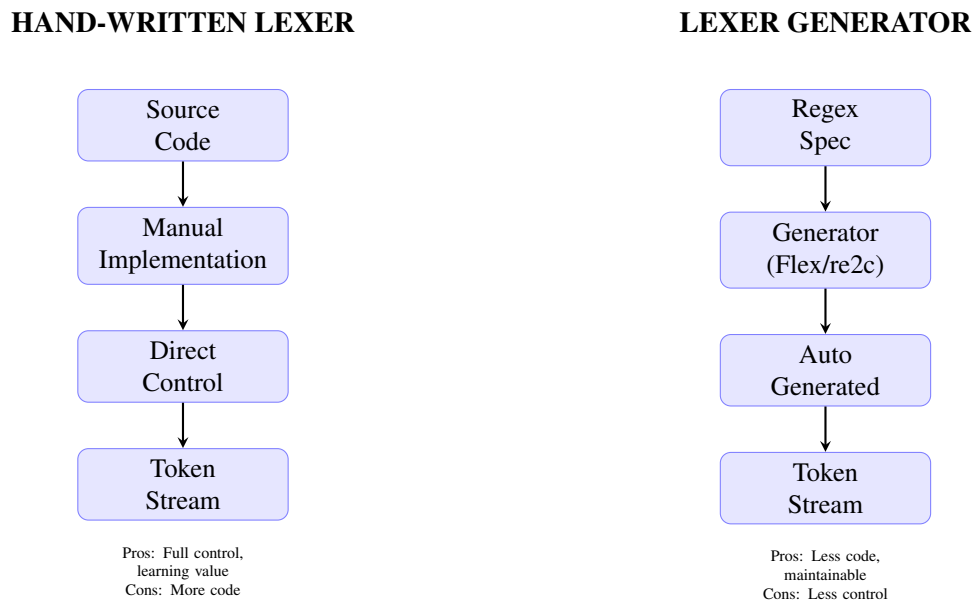 HAND-WRITTEN LEXER
Source
Code
Manual
Implementation
Direct
Control
Token
Stream
Pros: Full control,
learning value
Cons: More code
LEXER GENERATOR
Regex
Spec
Generator
(Flex/re2c)
Auto
Generated
Token
Stream
Pros: Less code,
maintainable
Cons: Less control